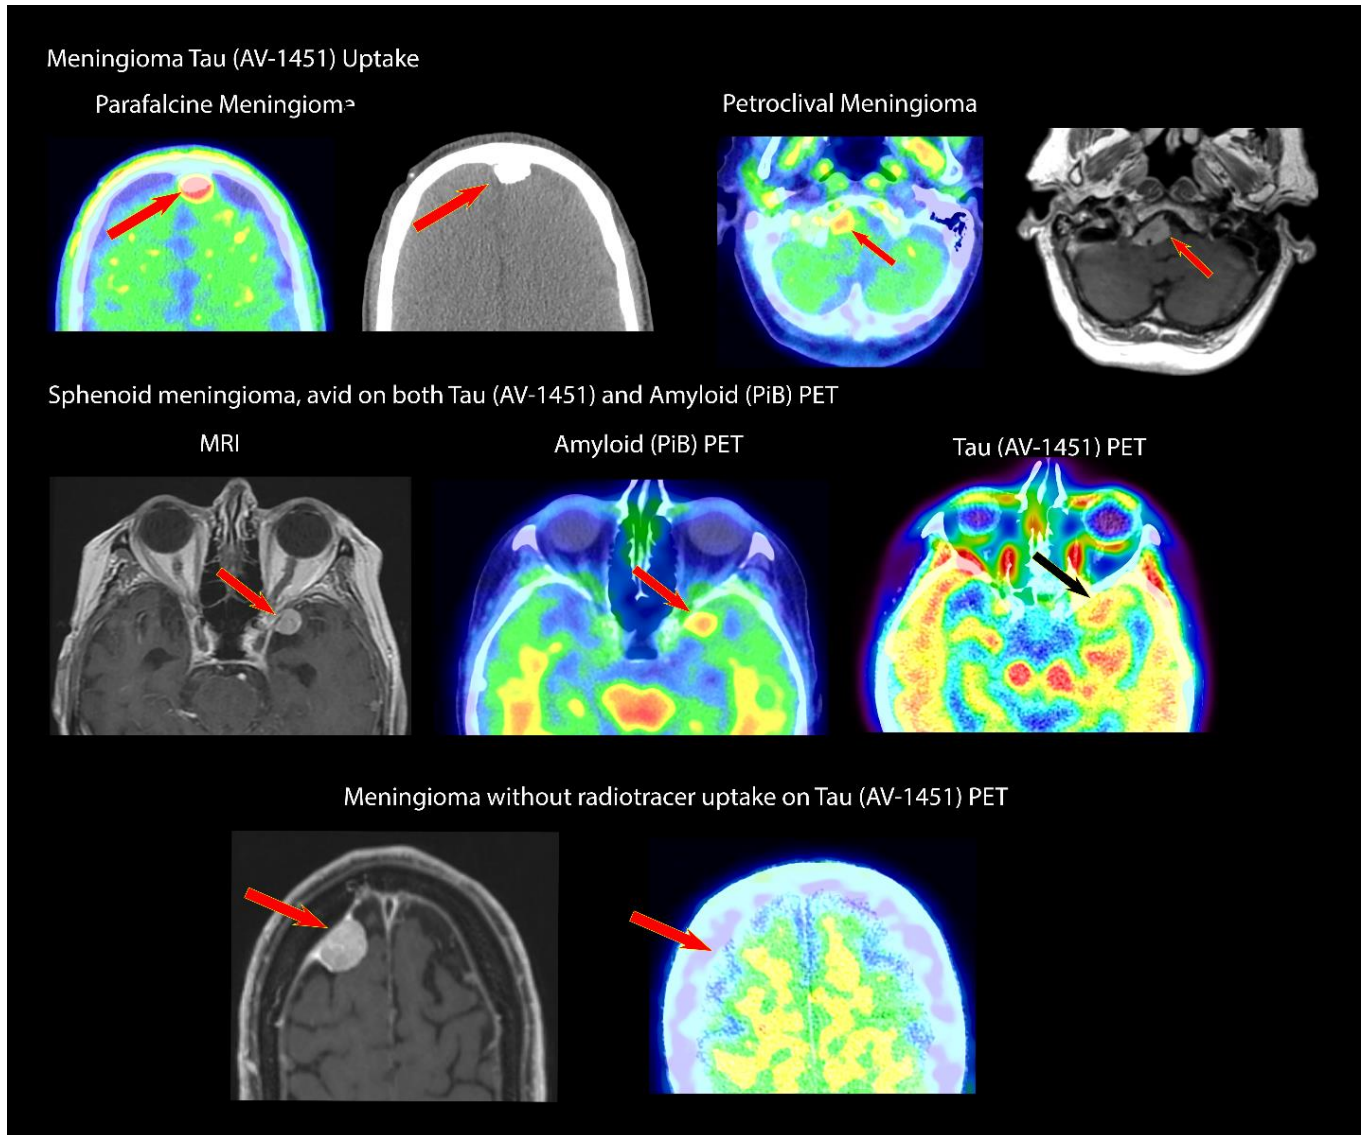 Meningioma Tau (AV-1451) Uptake
Parafalcine Meningioma
Petroclival Meningioma
Sphenoid meningioma, avid on both Tau (AV-1451) and Amyloid (PiB) PET
MRI
Amyloid (PiB) PET
Tau (AV-1451) PET
Meningioma without radiotracer uptake on Tau (AV-1451) PET